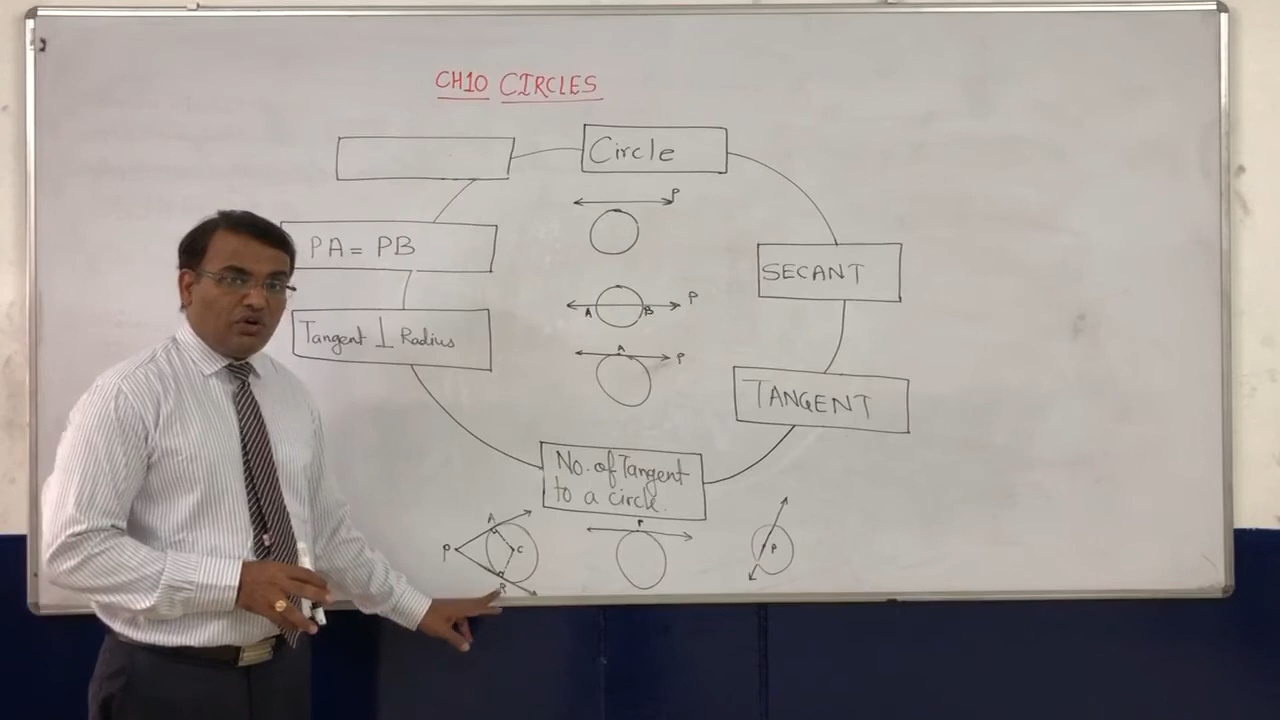 CH10 CIRCLES
Circle
P
PA = PB
SECANT
A B P
Tangent ⊥ Radius
A P
TANGENT
No. of Tangent
to a circle.
A
P C
P
P